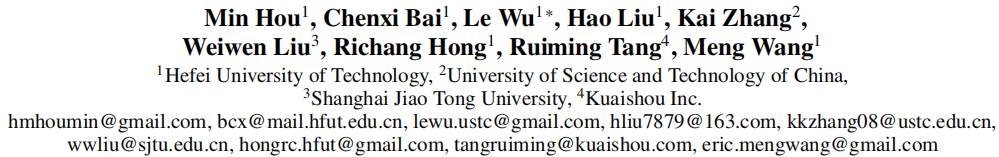 Min Hou¹, Chenxi Bai¹, Le Wu¹*, Hao Liu¹, Kai Zhang²,
Weiwen Liu³, Richang Hong¹, Ruiming Tang⁴, Meng Wang¹
¹Hefei University of Technology, ²University of Science and Technology of China,
³Shanghai Jiao Tong University, ⁴Kuaishou Inc.
hmhoumin@gmail.com, bcx@mail.hfut.edu.cn, lewu.ustc@gmail.com, hliu7879@163.com, kkzhang08@ustc.edu.cn,
wwliu@sjtu.edu.cn, hongrc.hfut@gmail.com, tangruiming@kuaishou.com, eric.mengwang@gmail.com